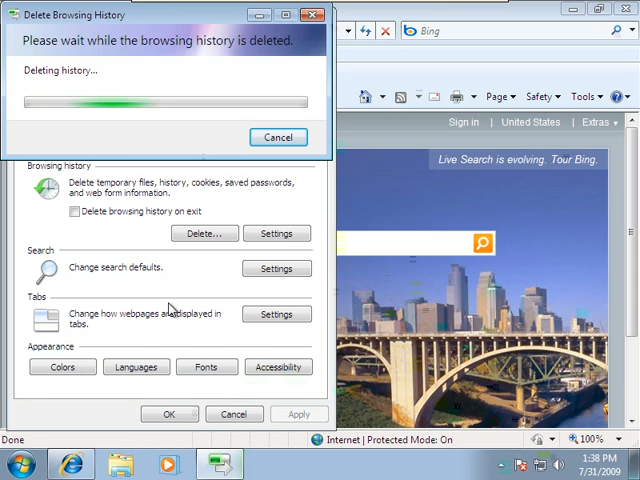 Delete Browsing History
Please wait while the browsing history is deleted.
Deleting history...
Cancel
Bing
Page
Safety
Tools
Sign in
United States
Extras
Live Search is evolving. Tour Bing.
Browsing history
Delete temporary files, history, cookies, saved passwords,
and web form information.
Delete browsing history on exit
Delete...
Settings
Search
Change search defaults.
Settings
Tabs
Change how webpages are displayed in
tabs.
Settings
Appearance
Colors
Languages
Fonts
Accessibility
OK
Cancel
Apply
Done
Internet | Protected Mode: On
100%
1:38 PM
7/31/2009